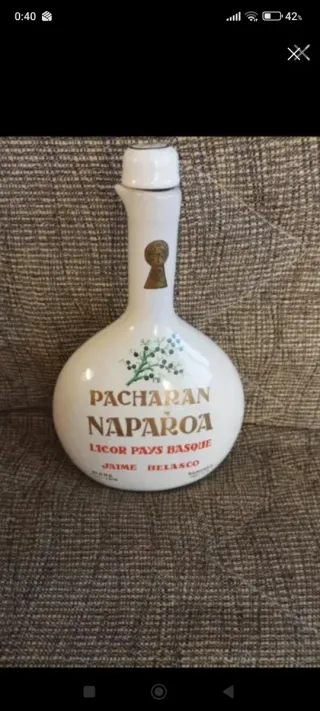 0:40
42%
PACHARAN
NAPAROA
LICOR PAYS BASQUE
JAIME BELASCO